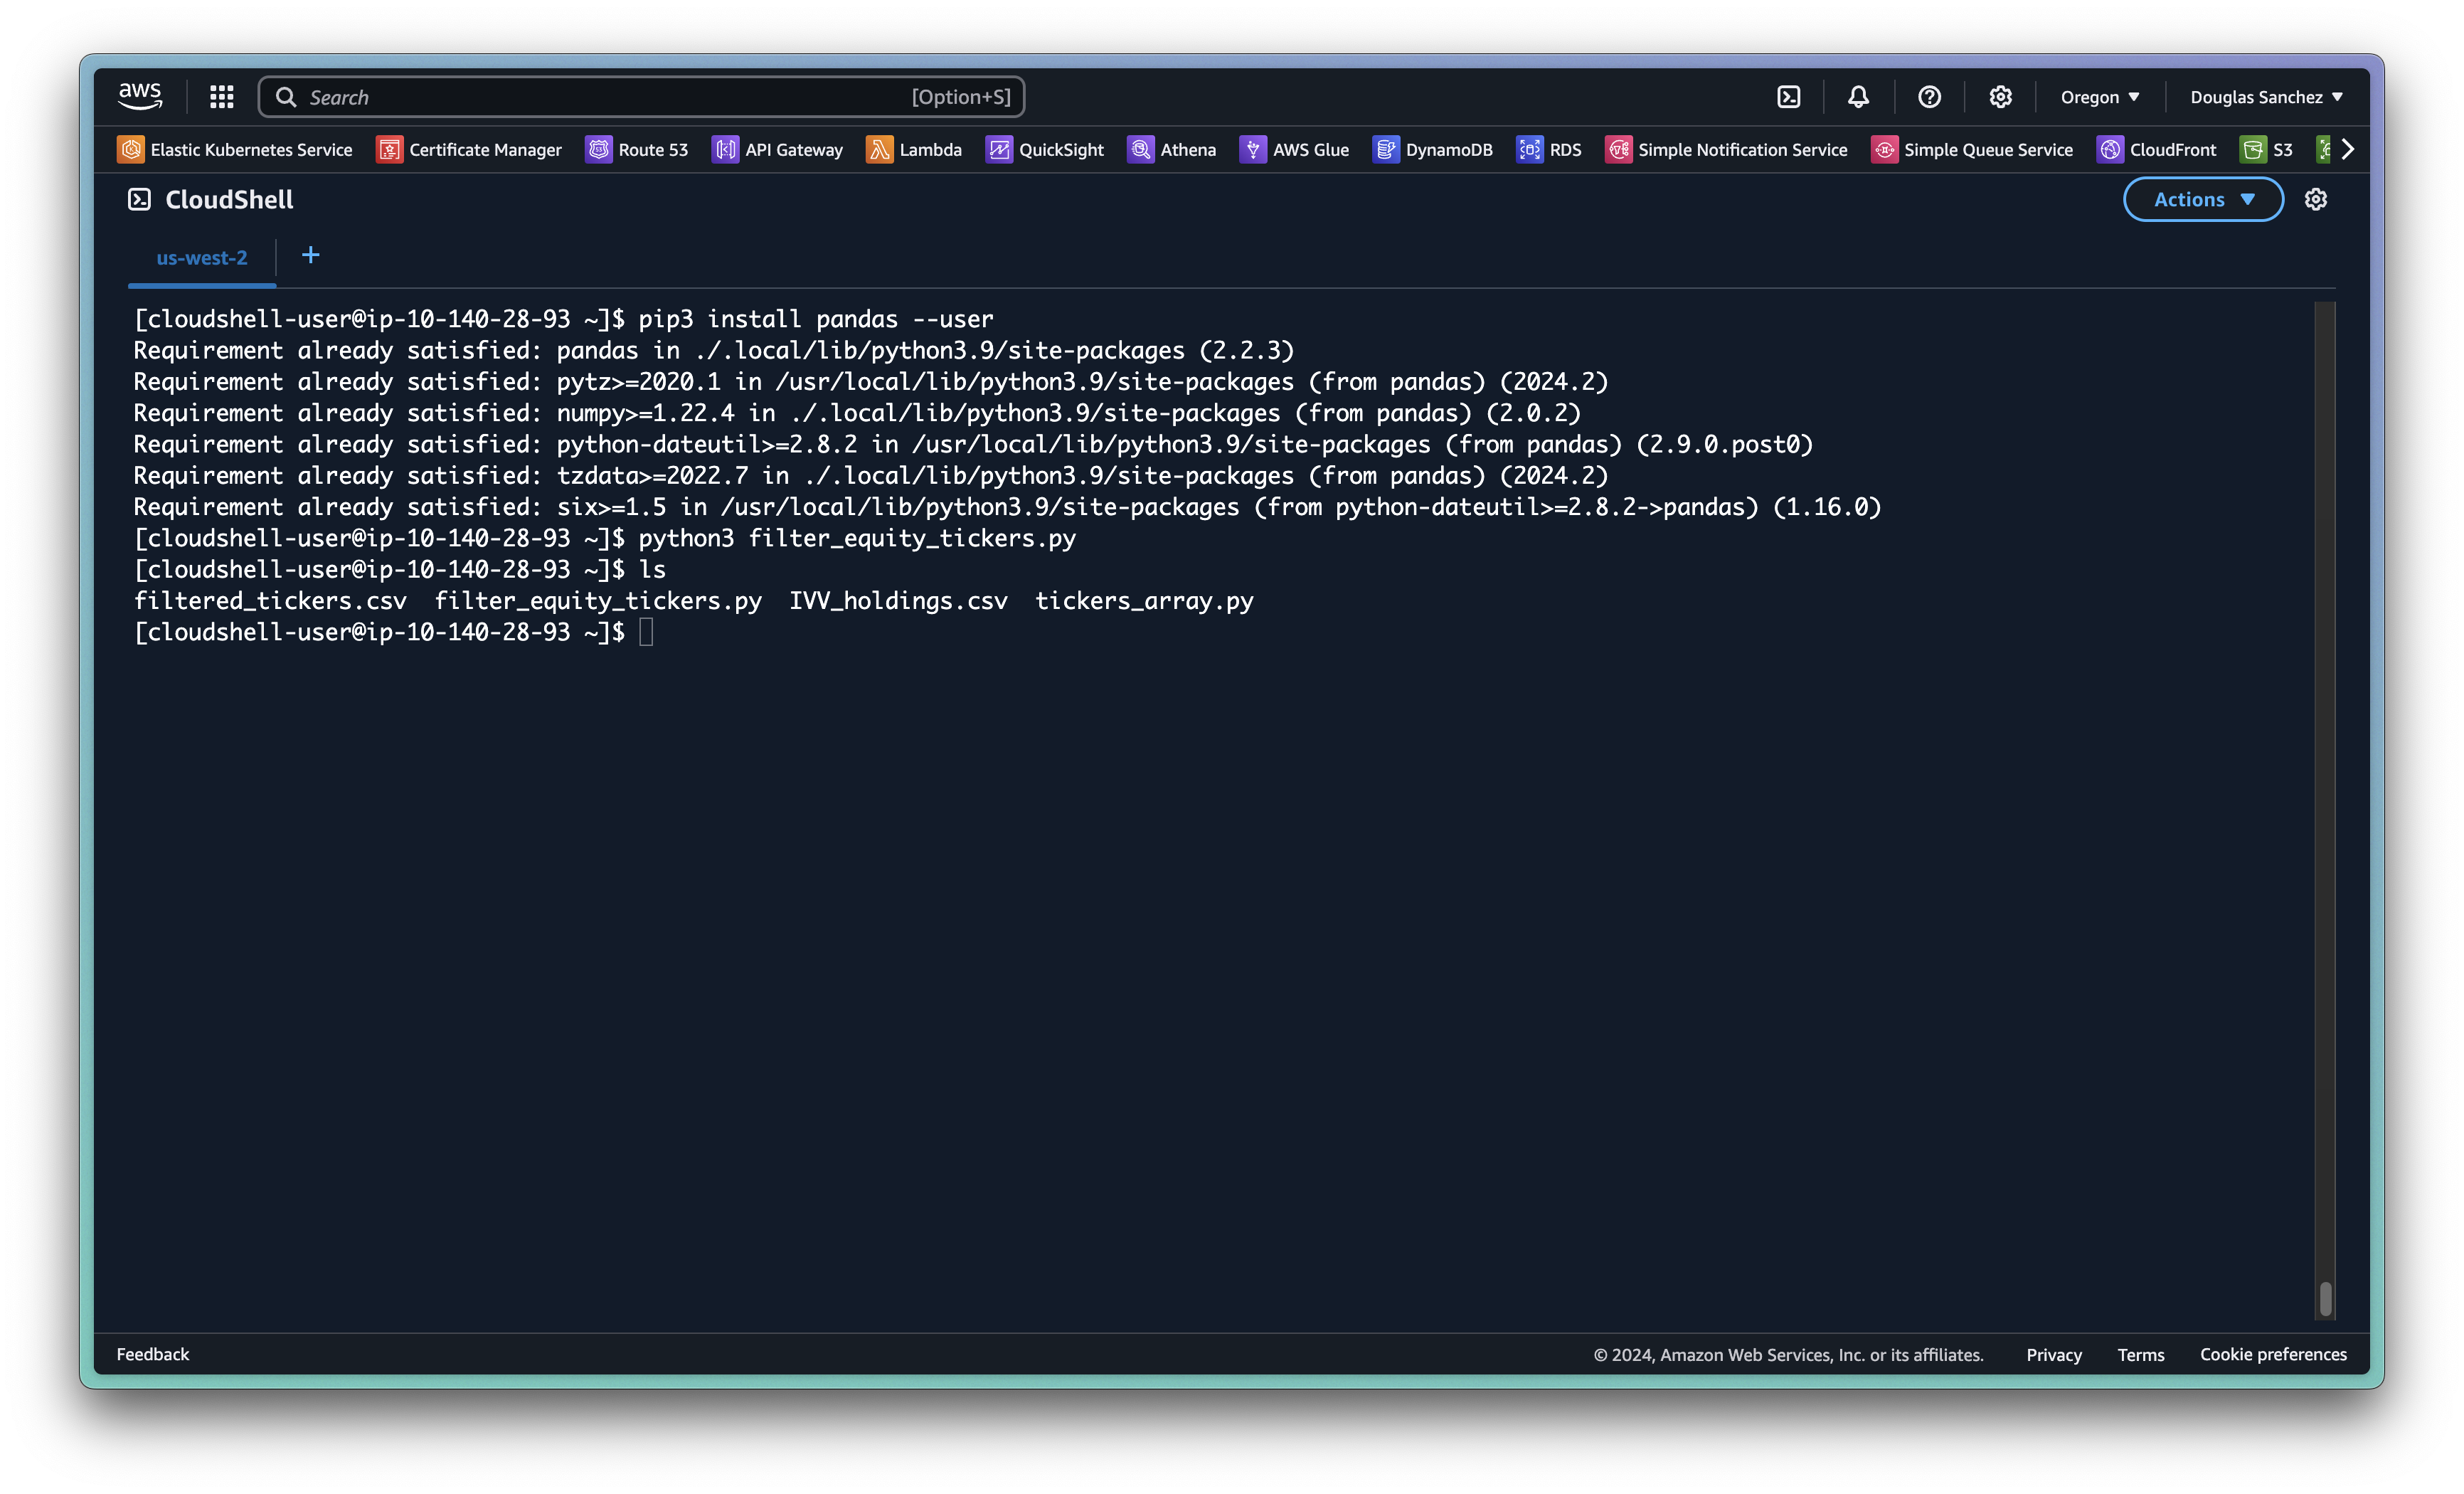 aws Search [Option+S] Oregon Douglas Sanchez
Elastic Kubernetes Service Certificate Manager Route 53 API Gateway Lambda QuickSight Athena AWS Glue DynamoDB RDS Simple Notification Service Simple Queue Service CloudFront S3
CloudShell Actions
us-west-2 +
[cloudshell-user@ip-10-140-28-93 ~]$ pip3 install pandas --user
Requirement already satisfied: pandas in ./.local/lib/python3.9/site-packages (2.2.3)
Requirement already satisfied: pytz>=2020.1 in /usr/local/lib/python3.9/site-packages (from pandas) (2024.2)
Requirement already satisfied: numpy>=1.22.4 in ./.local/lib/python3.9/site-packages (from pandas) (2.0.2)
Requirement already satisfied: python-dateutil>=2.8.2 in /usr/local/lib/python3.9/site-packages (from pandas) (2.9.0.post0)
Requirement already satisfied: tzdata>=2022.7 in ./.local/lib/python3.9/site-packages (from pandas) (2024.2)
Requirement already satisfied: six>=1.5 in /usr/local/lib/python3.9/site-packages (from python-dateutil>=2.8.2->pandas) (1.16.0)
[cloudshell-user@ip-10-140-28-93 ~]$ python3 filter_equity_tickers.py
[cloudshell-user@ip-10-140-28-93 ~]$ ls
filtered_tickers.csv filter_equity_tickers.py IVV_holdings.csv tickers_array.py
[cloudshell-user@ip-10-140-28-93 ~]$
Feedback © 2024, Amazon Web Services, Inc. or its affiliates. Privacy Terms Cookie preferences